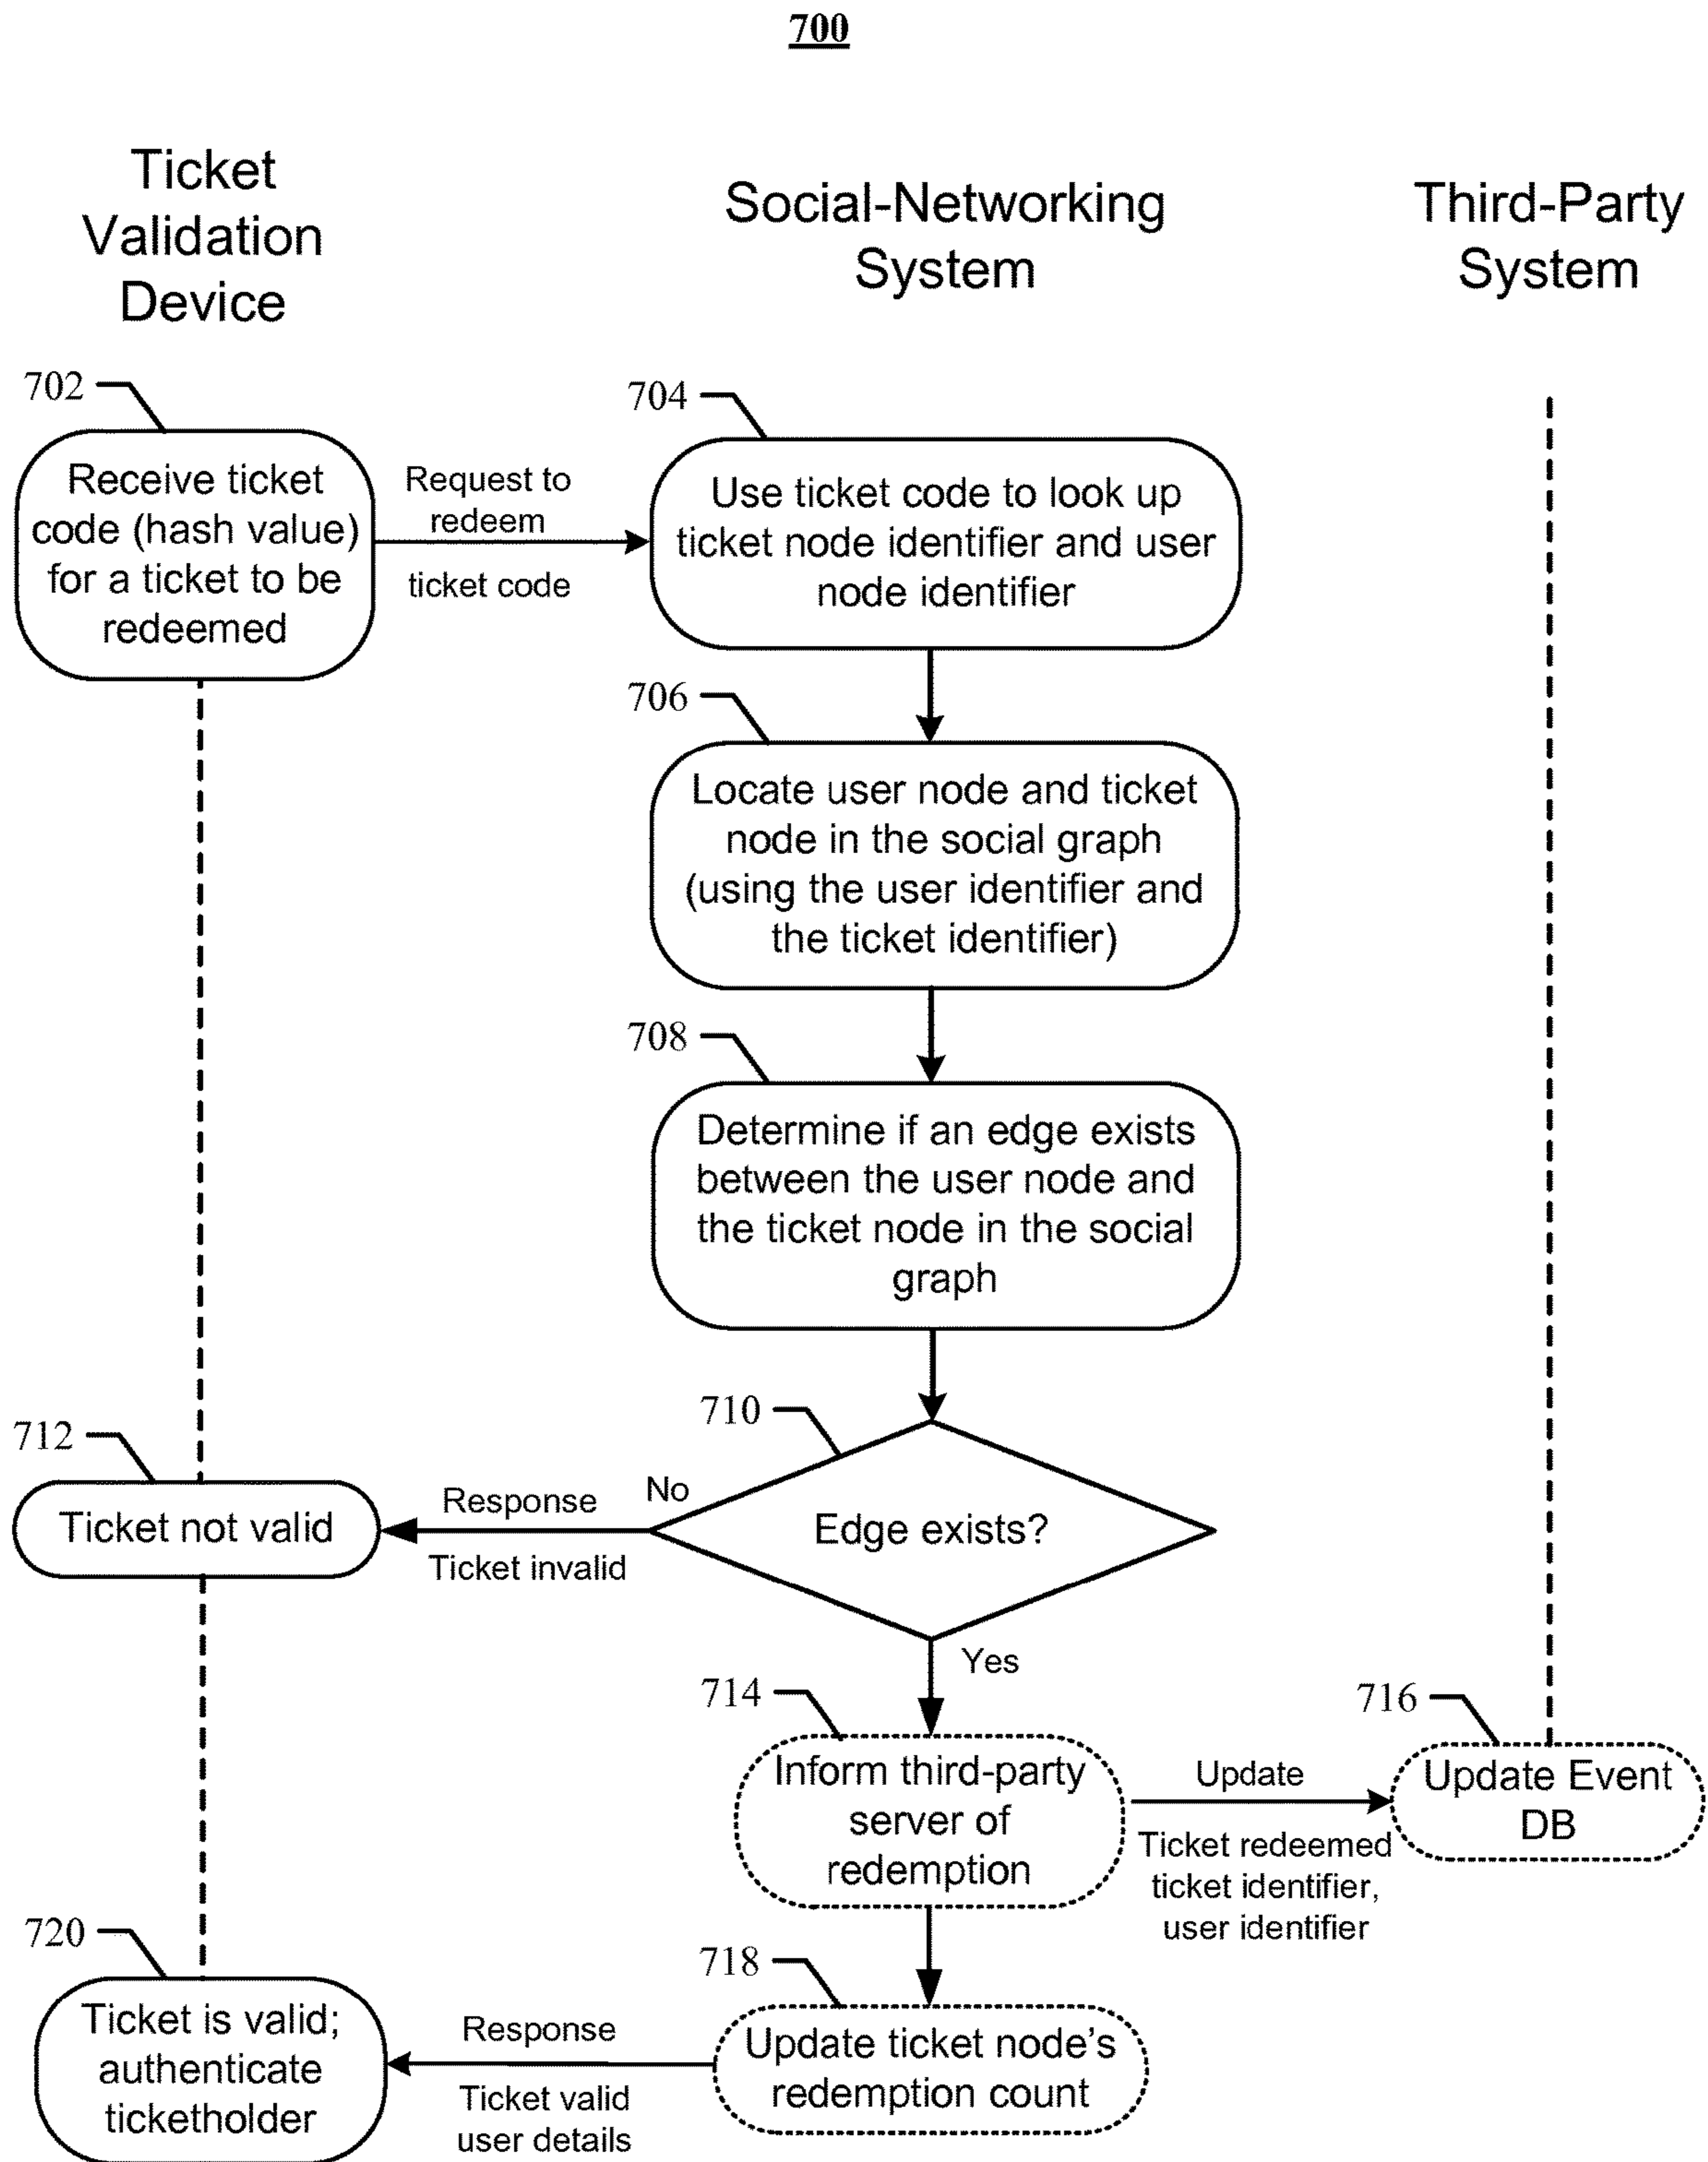 700
Ticket
Validation
Device
Social-Networking
System
Third-Party
System
702
Receive ticket
code (hash value)
for a ticket to be
redeemed
Request to
redeem
ticket code
704
Use ticket code to look up
ticket node identifier and user
node identifier
706
Locate user node and ticket
node in the social graph
(using the user identifier and
the ticket identifier)
708
Determine if an edge exists
between the user node and
the ticket node in the social
graph
710
Edge exists?
No
Response
Ticket invalid
712
Ticket not valid
Yes
714
Inform third-party
server of
redemption
Update
Ticket redeemed
ticket identifier,
user identifier
716
Update Event
DB
718
Update ticket node's
redemption count
Response
Ticket valid
user details
720
Ticket is valid;
authenticate
ticketholder